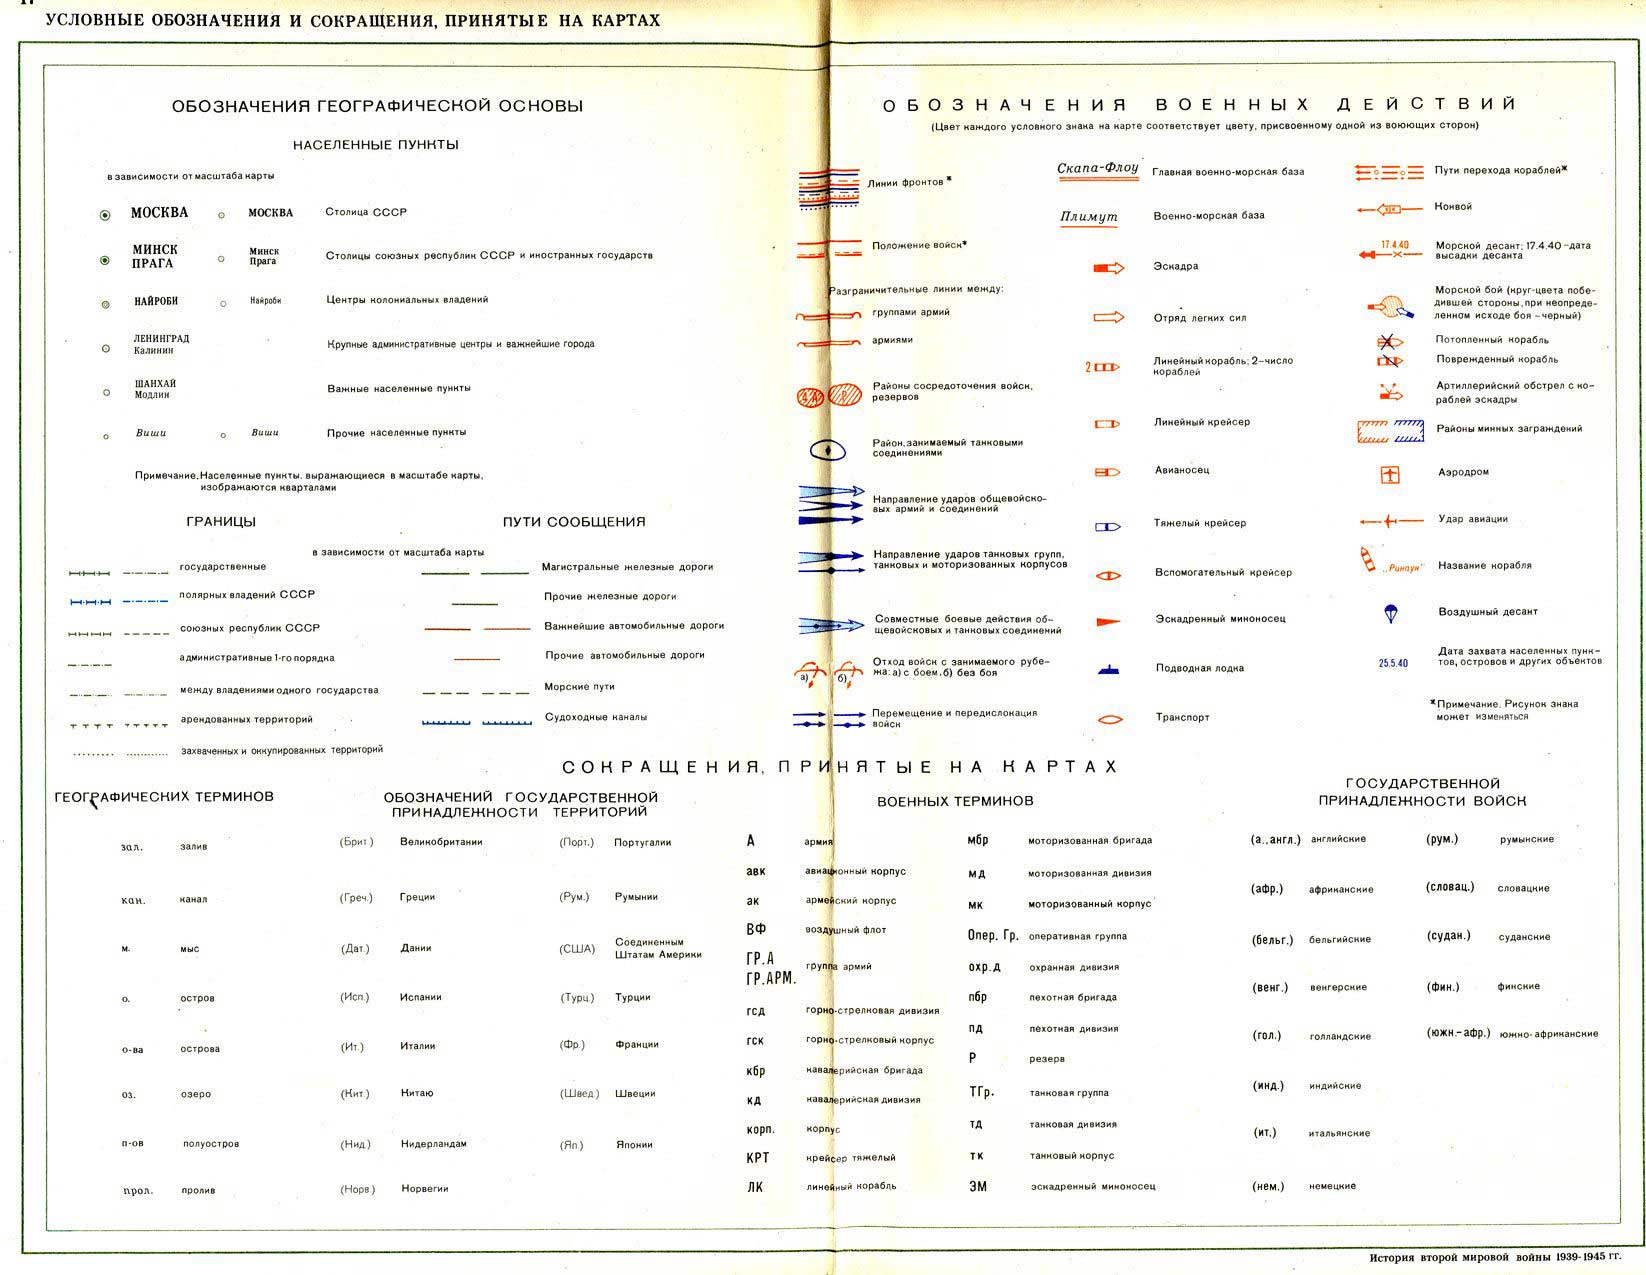 УСЛОВНЫЕ ОБОЗНАЧЕНИЯ И СОКРАЩЕНИЯ, ПРИНЯТЫЕ НА КАРТАХ
ОБОЗНАЧЕНИЯ ГЕОГРАФИЧЕСКОЙ ОСНОВЫ
НАСЕЛЕННЫЕ ПУНКТЫ
в зависимости от масштаба карты
МОСКВА МОСКВА Столица СССР
МИНСК Минск
ПРАГА Прага Столицы союзных республик СССР и иностранных государств
НАЙРОБИ Найроби Центры колониальных владений
ЛЕНИНГРАД
Калинин Крупные административные центры и важнейшие города
ШАНХАЙ
Модлин Важные населенные пункты
Виши Виши Прочие населенные пункты
Примечание. Населенные пункты, выражающиеся в масштабе карты,
изображаются кварталами
ГРАНИЦЫ ПУТИ СООБЩЕНИЯ
в зависимости от масштаба карты
государственные Магистральные железные дороги
полярных владений СССР Прочие железные дороги
союзных республик СССР Важнейшие автомобильные дороги
административные 1-го порядка Прочие автомобильные дороги
между владениями одного государства Морские пути
арендованных территорий Судоходные каналы
захваченных и оккупированных территорий
ОБОЗНАЧЕНИЯ ВОЕННЫХ ДЕЙСТВИЙ
(Цвет каждого условного знака на карте соответствует цвету, присвоенному одной из воюющих сторон)
Линии фронтов*
Положение войск*
Разграничительные линии между:
группами армий
армиями
4 А Р Районы сосредоточения войск,
резервов
Район, занимаемый танковыми
соединениями
Направление ударов общевойско-
вых армий и соединений
Направление ударов танковых групп,
танковых и моторизованных корпусов
Совместные боевые действия об-
щевойсковых и танковых соединений
а) б) Отход войск с занимаемого рубе-
жа: а) с боем, б) без боя
Перемещение и передислокация
войск
Скапа-Флоу Главная военно-морская база
Плимут Военно-морская база
Эскадра
Отряд легких сил
2 Линейный корабль; 2-число
кораблей
Линейный крейсер
Авианосец
Тяжелый крейсер
Вспомогательный крейсер
Эскадренный миноносец
Подводная лодка
Транспорт
Пути перехода кораблей*
Конвой
17.4.40 Морской десант; 17.4.40-дата
высадки десанта
Морской бой (круг-цвета побе-
дившей стороны, при неопреде-
ленном исходе боя-черный)
Потопленный корабль
Поврежденный корабль
Артиллерийский обстрел с ко-
раблей эскадры
Районы минных заграждений
Аэродром
Удар авиации
„Ринаун" Название корабля
Воздушный десант
25.5.40 Дата захвата населенных пунк-
тов, островов и других объектов
*Примечание. Рисунок знака
может изменяться
СОКРАЩЕНИЯ, ПРИНЯТЫЕ НА КАРТАХ
ГЕОГРАФИЧЕСКИХ ТЕРМИНОВ
зал. залив
кан. канал
м. мыс
о. остров
о-ва острова
оз. озеро
п-ов полуостров
прол. пролив
ОБОЗНАЧЕНИЙ ГОСУДАРСТВЕННОЙ
ПРИНАДЛЕЖНОСТИ ТЕРРИТОРИЙ
(Брит.) Великобритании
(Греч.) Греции
(Дат.) Дании
(Исп.) Испании
(Ит.) Италии
(Кит.) Китаю
(Нид.) Нидерландам
(Норв.) Норвегии
(Порт.) Португалии
(Рум.) Румынии
(США) Соединенным
Штатам Америки
(Турц.) Турции
(Фр.) Франции
(Швед.) Швеции
(Яп.) Японии
ВОЕННЫХ ТЕРМИНОВ
А армия
авк авиационный корпус
ак армейский корпус
ВФ воздушный флот
ГР.А
ГР.АРМ. группа армий
гсд горно-стрелковая дивизия
гск горно-стрелковый корпус
кбр кавалерийская бригада
кд кавалерийская дивизия
корп. корпус
КРТ крейсер тяжелый
ЛК линейный корабль
мбр моторизованная бригада
мд моторизованная дивизия
мк моторизованный корпус
Опер. Гр. оперативная группа
охр.д охранная дивизия
пбр пехотная бригада
пд пехотная дивизия
Р резерв
ТГр. танковая группа
тд танковая дивизия
тк танковый корпус
ЭМ эскадренный миноносец
ГОСУДАРСТВЕННОЙ
ПРИНАДЛЕЖНОСТИ ВОЙСК
(а.,англ.) английские
(афр.) африканские
(бельг.) бельгийские
(венг.) венгерские
(гол.) голландские
(инд.) индийские
(ит.) итальянские
(нем.) немецкие
(рум.) румынские
(словац.) словацкие
(судан.) суданские
(фин.) финские
(южн.-афр.) южно-африканские
История второй мировой войны 1939-1945 гг.